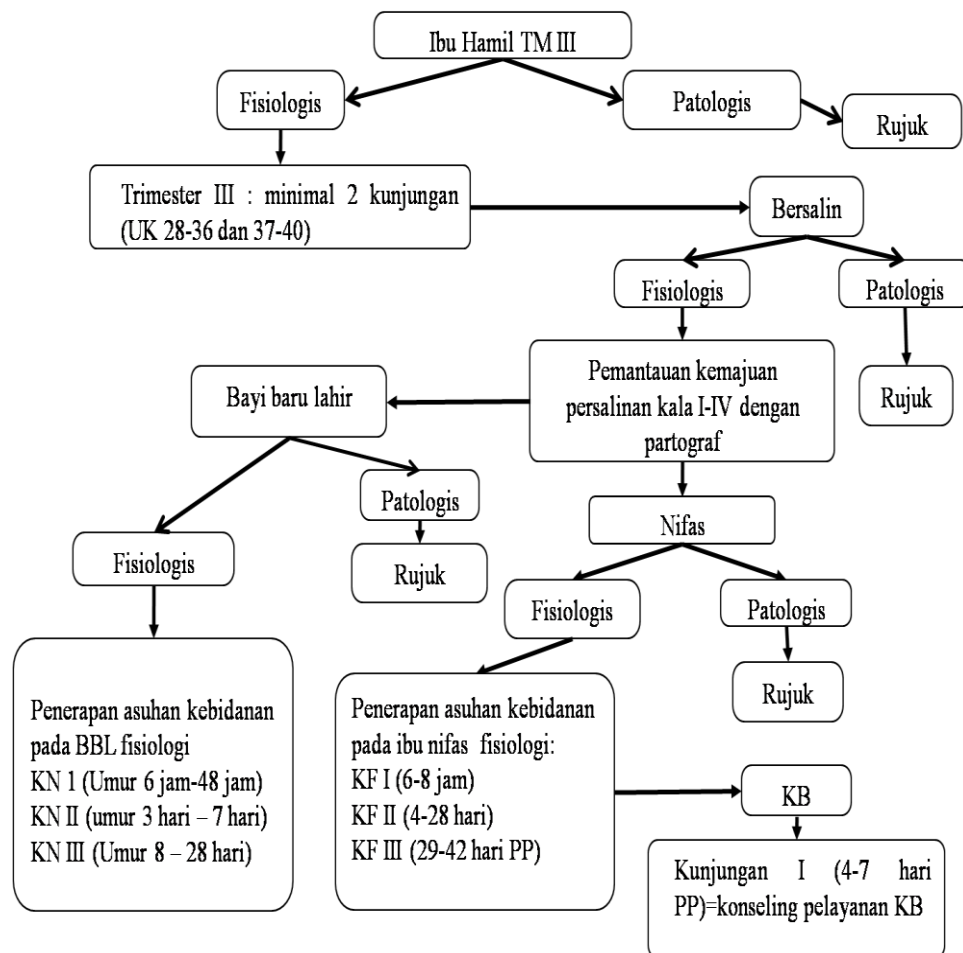 Ibu Hamil TM III
Fisiologis
Patologis
Rujuk
Trimester III : minimal 2 kunjungan
(UK 28-36 dan 37-40)
Bersalin
Fisiologis
Patologis
Pemantauan kemajuan
persalinan kala I-IV dengan
partograf
Rujuk
Bayi baru lahir
Patologis
Nifas
Fisiologis
Rujuk
Fisiologis
Patologis
Rujuk
Penerapan asuhan kebidanan
pada BBL fisiologi
KN 1 (Umur 6 jam-48 jam)
KN II (umur 3 hari – 7 hari)
KN III (Umur 8 – 28 hari)
Penerapan asuhan kebidanan
pada ibu nifas fisiologi:
KF I (6-8 jam)
KF II (4-28 hari)
KF III (29-42 hari PP)
KB
Kunjungan I (4-7 hari
PP)=konseling pelayanan KB